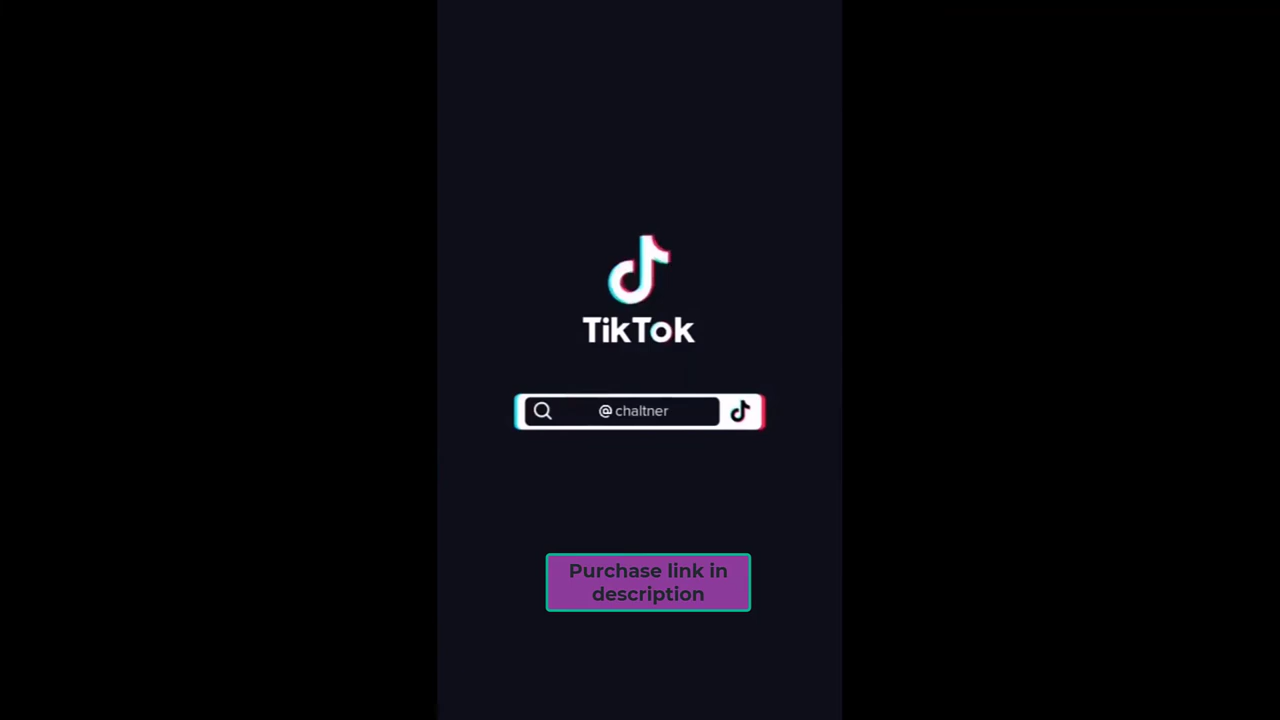 TikTok
@chaltner
Purchase link in
description